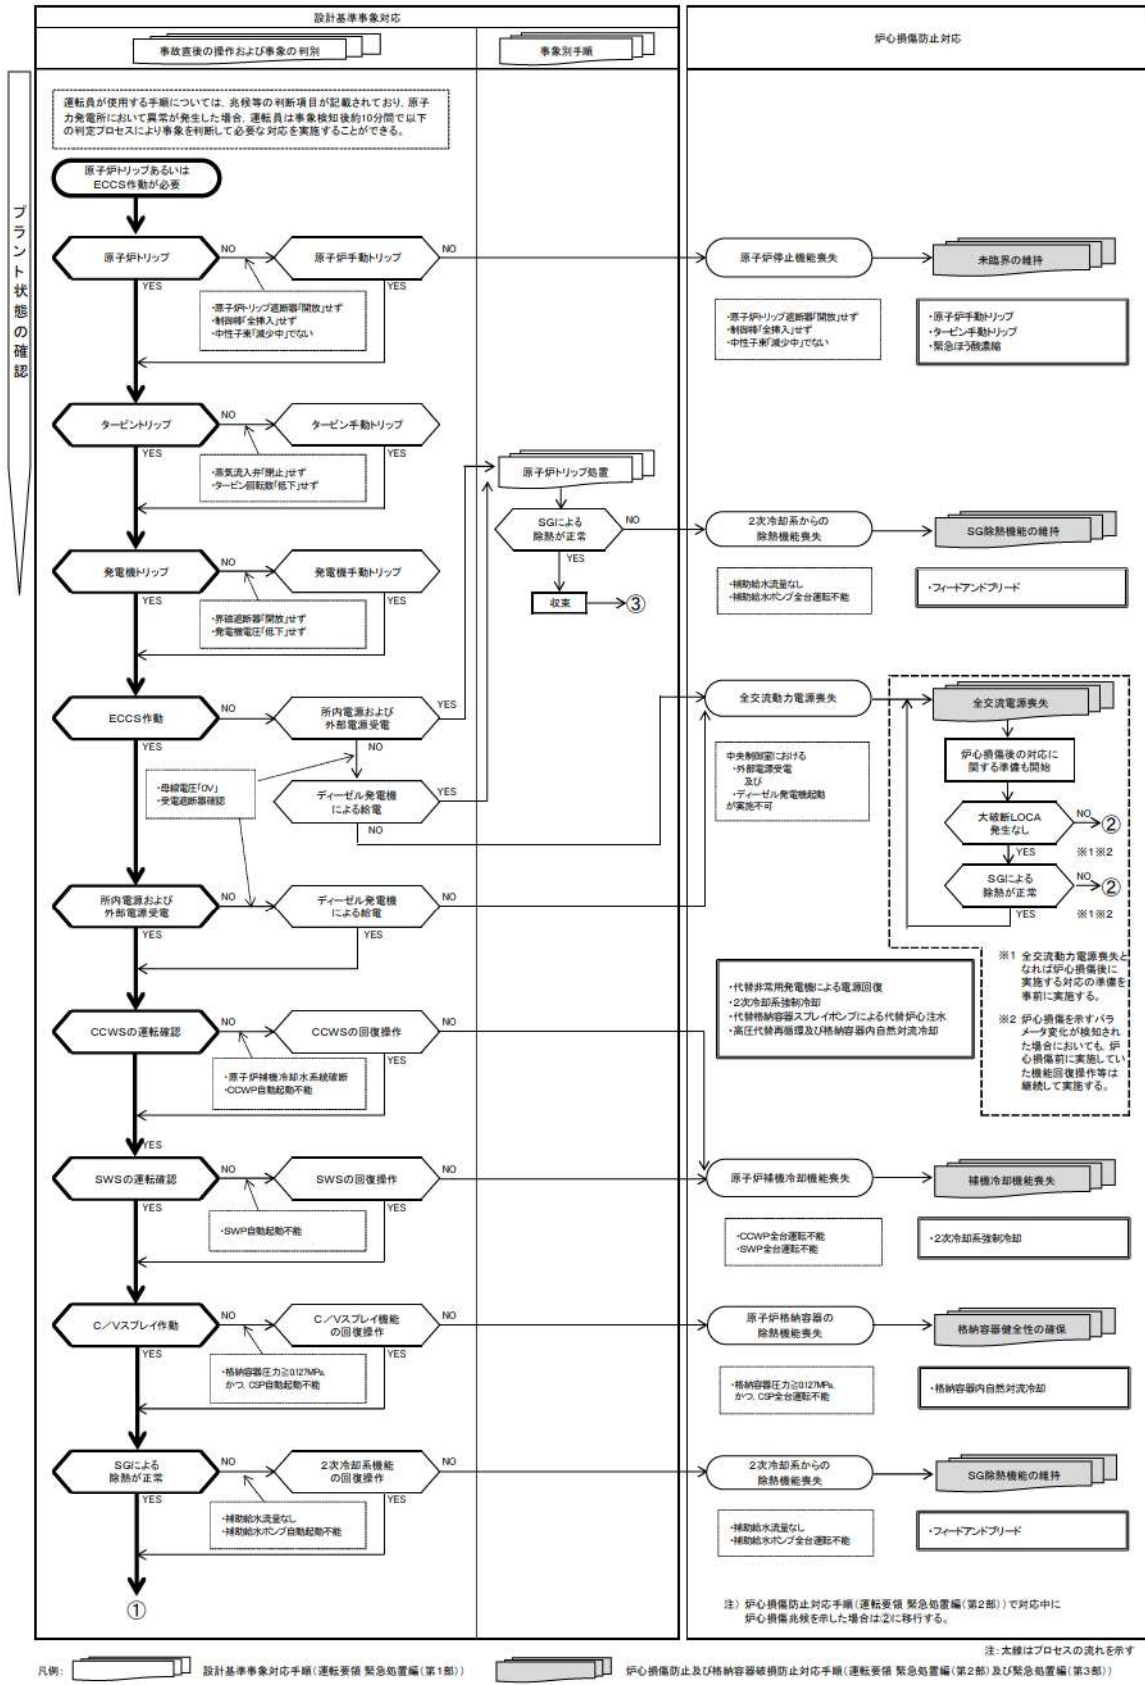 設計基準事象対応
炉心損傷防止対応
事故直後の操作および事象の判別
事象別手順
プラント状態の確認
運転員が使用する手順については、兆候等の判断項目が記載されており、原子
力発電所において異常が発生した場合、運転員は事象検知後約10分間で以下
の判定プロセスにより事象を判断して必要な対応を実施することができる。
原子炉トリップあるいは
ECCS作動が必要
原子炉トリップ
NO
YES
原子炉手動トリップ
NO
YES
・原子炉トリップ遮断器「開放」せず
・制御棒「全挿入」せず
・中性子束「減少中」でない
原子炉停止機能喪失
未臨界の維持
・原子炉トリップ遮断器「開放」せず
・制御棒「全挿入」せず
・中性子束「減少中」でない
・原子炉手動トリップ
・タービン手動トリップ
・緊急ほう酸濃縮
タービントリップ
NO
YES
タービン手動トリップ
YES
・蒸気流入弁「閉止」せず
・タービン回転数「低下」せず
原子炉トリップ処置
SGによる
除熱が正常
NO
YES
収束
③
2次冷却系からの
除熱機能喪失
SG除熱機能の維持
・補助給水流量なし
・補助給水ポンプ全台運転不能
・フィードアンドブリード
発電機トリップ
NO
YES
発電機手動トリップ
YES
・界磁遮断器「開放」せず
・発電機電圧「低下」せず
ECCS作動
NO
YES
所内電源および
外部電源受電
YES
NO
・母線電圧「0V」
・受電遮断器確認
ディーゼル発電機
による給電
YES
NO
全交流動力電源喪失
全交流電源喪失
中央制御室における
・外部電源受電
及び
・ディーゼル発電機起動
が実施不可
炉心損傷後の対応に
関する準備も開始
大破断LOCA
発生なし
NO
②
YES
※1※2
SGによる
除熱が正常
NO
②
YES
※1※2
※1 全交流動力電源喪失と
なれば炉心損傷後に
実施する対応の準備を
事前に実施する。
※2 炉心損傷を示すパラ
メータ変化が検知され
た場合においても、炉
心損傷前に実施してい
た機能回復操作等は
継続して実施する。
所内電源および
外部電源受電
NO
YES
ディーゼル発電機
による給電
NO
YES
・代替非常用発電機による電源回復
・2次冷却系強制冷却
・代替格納容器スプレイポンプによる代替炉心注水
・高圧代替再循環及び格納容器内自然対流冷却
CCWSの運転確認
NO
YES
CCWSの回復操作
NO
YES
・原子炉補機冷却水系統破断
・CCWP自動起動不能
SWSの運転確認
NO
YES
SWSの回復操作
NO
YES
・SWP自動起動不能
原子炉補機冷却機能喪失
補機冷却機能喪失
・CCWP全台運転不能
・SWP全台運転不能
・2次冷却系強制冷却
C／Vスプレイ作動
NO
YES
C／Vスプレイ機能
の回復操作
NO
YES
・格納容器圧力≧0.127MPa、
かつ、CSP自動起動不能
原子炉格納容器の
除熱機能喪失
格納容器健全性の確保
・格納容器圧力≧0.127MPa、
かつ、CSP全台運転不能
・格納容器内自然対流冷却
SGによる
除熱が正常
NO
YES
2次冷却系機能
の回復操作
NO
YES
・補助給水流量なし
・補助給水ポンプ自動起動不能
2次冷却系からの
除熱機能喪失
SG除熱機能の維持
・補助給水流量なし
・補助給水ポンプ全台運転不能
・フィードアンドブリード
①
注）炉心損傷防止対応手順（運転要領 緊急処置編（第2部））で対応中に
炉心損傷兆候を示した場合は②に移行する。
注：太線はプロセスの流れを示す
凡例：
設計基準事象対応手順（運転要領 緊急処置編（第1部））
炉心損傷防止及び格納容器破損防止対応手順（運転要領 緊急処置編（第2部）及び緊急処置編（第3部））